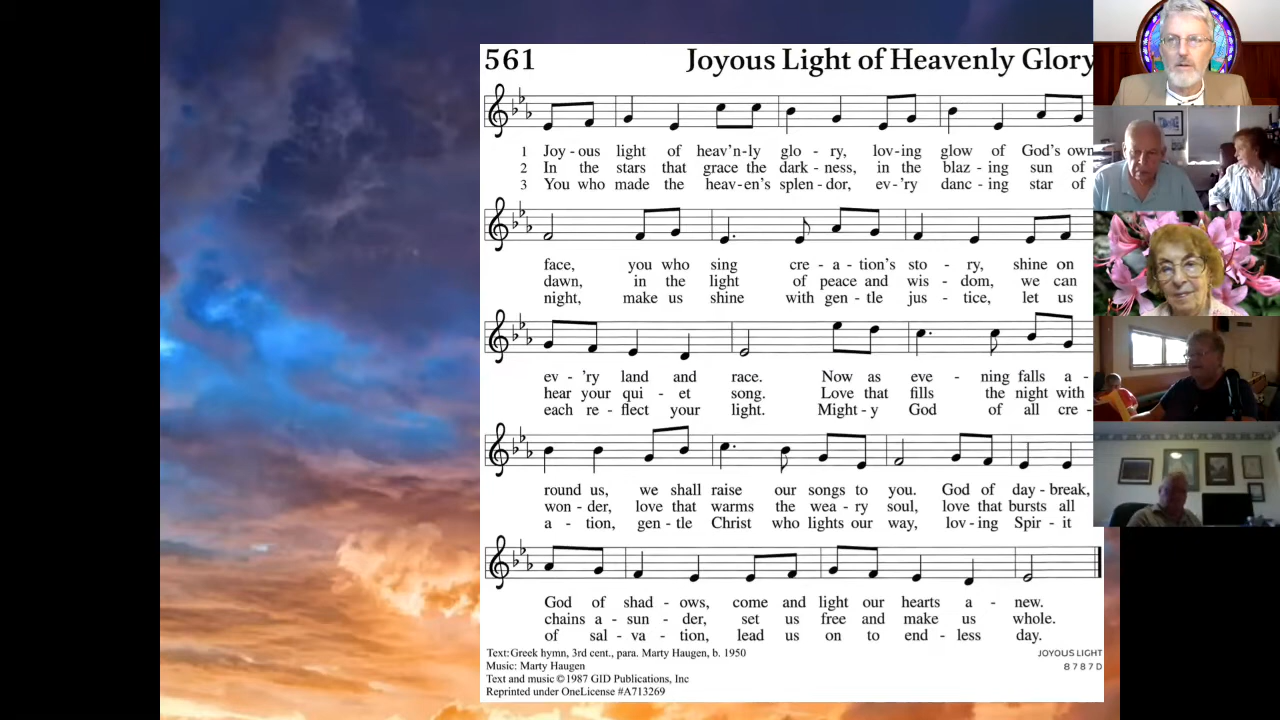 561 Joyous Light of Heavenly Glory
1 Joy - ous light of heav'n - ly glo - ry, lov - ing glow of God's own
2 In the stars that grace the dark - ness, in the blaz - ing sun of
3 You who made the heav - en's splen - dor, ev - 'ry danc - ing star of
face, you who sing cre - a - tion's sto - ry, shine on
dawn, in the light of peace and wis - dom, we can
night, make us shine with gen - tle jus - tice, let us
ev - 'ry land and race. Now as eve - ning falls a -
hear your qui - et song. Love that fills the night with
each re - flect your light. Might - y God of all cre -
round us, we shall raise our songs to you. God of day - break,
won - der, love that warms the wea - ry soul, love that bursts all
a - tion, gen - tle Christ who lights our way, lov - ing Spir - it
God of shad - ows, come and light our hearts a - new.
chains a - sun - der, set us free and make us whole.
of sal - va - tion, lead us on to end - less day.
Text: Greek hymn, 3rd cent., para. Marty Haugen, b. 1950
JOYOUS LIGHT
Music: Marty Haugen
8 7 8 7 D
Text and music © 1987 GID Publications, Inc
Reprinted under OneLicense #A713269